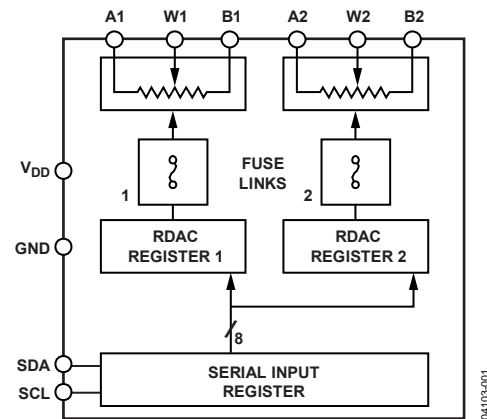 A1 W1 B1 A2 W2 B2
V_DD
FUSE
LINKS
1
2
GND
RDAC
REGISTER 1
RDAC
REGISTER 2
8
SDA
SCL
SERIAL INPUT
REGISTER
04103-001